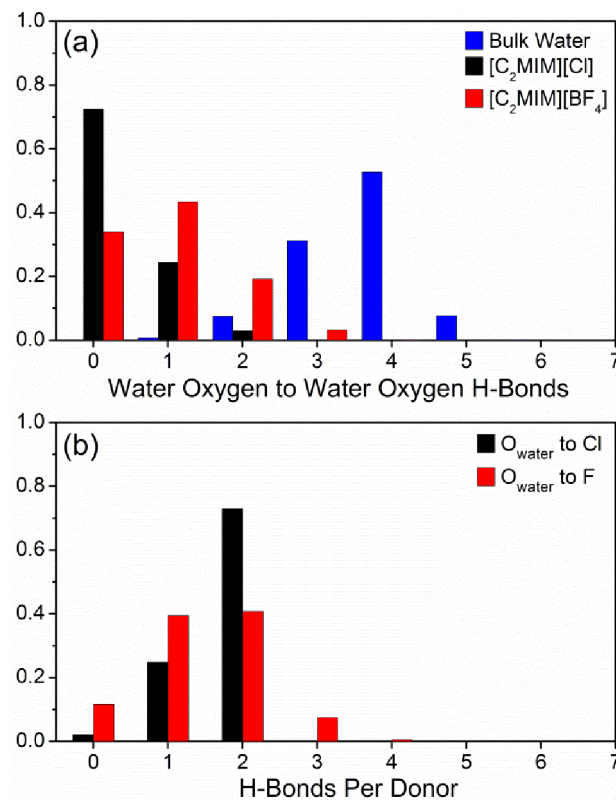 (a)
Bulk Water
[C₂MIM][Cl]
[C₂MIM][BF₄]
1.0
0.8
0.6
0.4
0.2
0.0
0 1 2 3 4 5 6 7
Water Oxygen to Water Oxygen H-Bonds
(b)
O_water to Cl
O_water to F
1.0
0.8
0.6
0.4
0.2
0.0
0 1 2 3 4 5 6 7
H-Bonds Per Donor